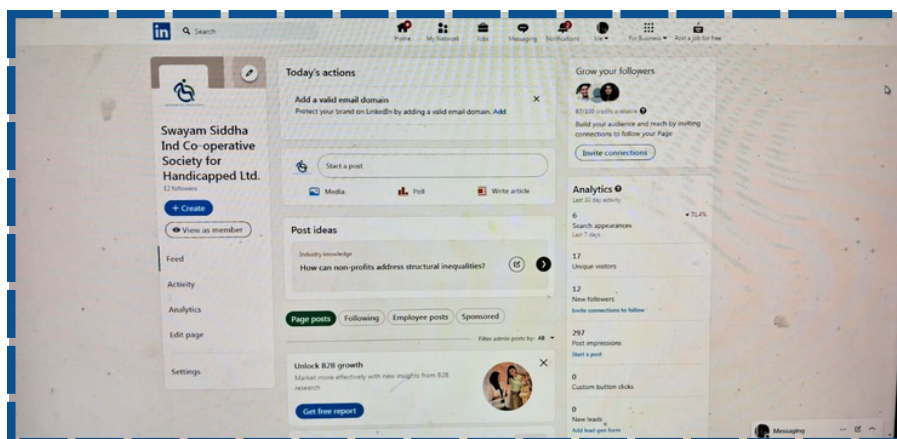 in
Search
Home
My Network
Jobs
Messaging
Notifications
Me
For Business
Post a job for free
Swayam Siddha
Ind Co-operative
Society for
Handicapped Ltd.
12 followers
+ Create
View as member
Feed
Activity
Analytics
Edit page
Settings
Today's actions
Add a valid email domain
Protect your brand on LinkedIn by adding a valid email domain. Add
Start a post
Media
Poll
Write article
Post ideas
Industry knowledge
How can non-profits address structural inequalities?
Page posts
Following
Employee posts
Sponsored
Filter admin posts by: All
Unlock B2B growth
Market more effectively with new insights from B2B
research
Get free report
Grow your followers
87/100 credits available
Build your audience and reach by inviting
connections to follow your Page
Invite connections
Analytics
Last 30 day activity
6
71.4%
Search appearances
Last 7 days
17
Unique visitors
12
New followers
Invite connections to follow
297
Post impressions
Start a post
0
Custom button clicks
0
New leads
Add lead gen form
Messaging